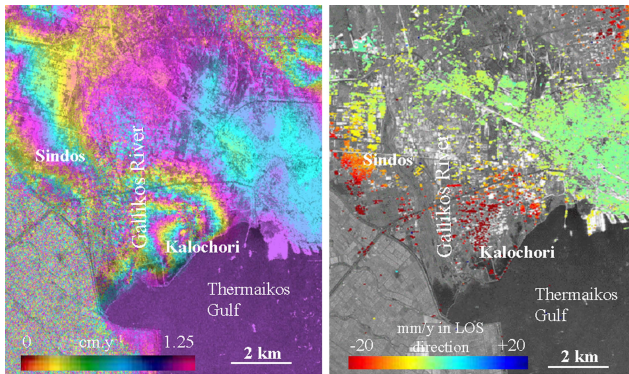 Sindos
Gallikos River
Kalochori
Thermaikos
Gulf
0 cm.y 1.25
2 km
Sindos
Gallikos River
Kalochori
Thermaikos
Gulf
mm/y in LOS
-20 direction +20
2 km